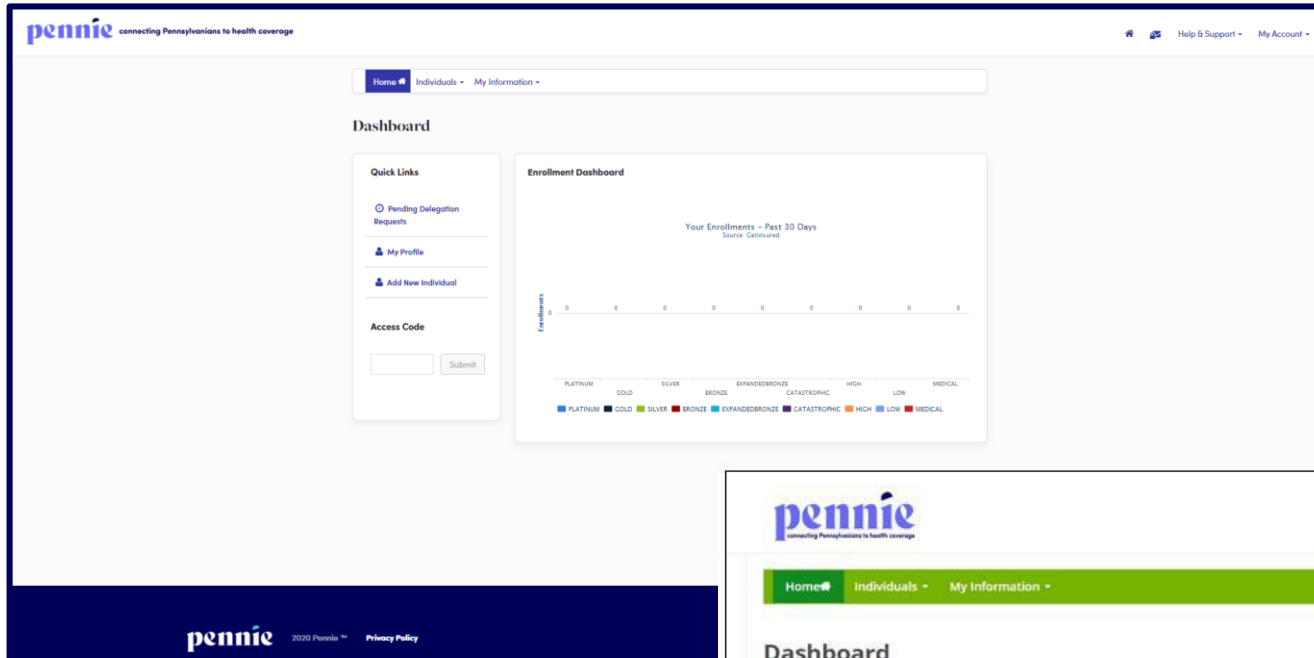 pennie connecting Pennsylvanians to health coverage
Help & Support My Account
Home Individuals My Information
Dashboard
Quick Links
Pending Delegation
Requests
My Profile
Add New Individual
Access Code
Submit
Enrollment Dashboard
Your Enrollments - Past 30 Days
Source: Getinsured
Enrollments
0 0 0 0 0 0 0 0 0 0
PLATINUM SILVER EXPANDEDBRONZE HIGH MEDICAL
GOLD BRONZE CATASTROPHIC LOW
PLATINUM GOLD SILVER BRONZE EXPANDEDBRONZE CATASTROPHIC HIGH LOW MEDICAL
pennie 2020 Pennie ™ Privacy Policy
pennie
connecting Pennsylvanians to health coverage
Home Individuals My Information
Dashboard